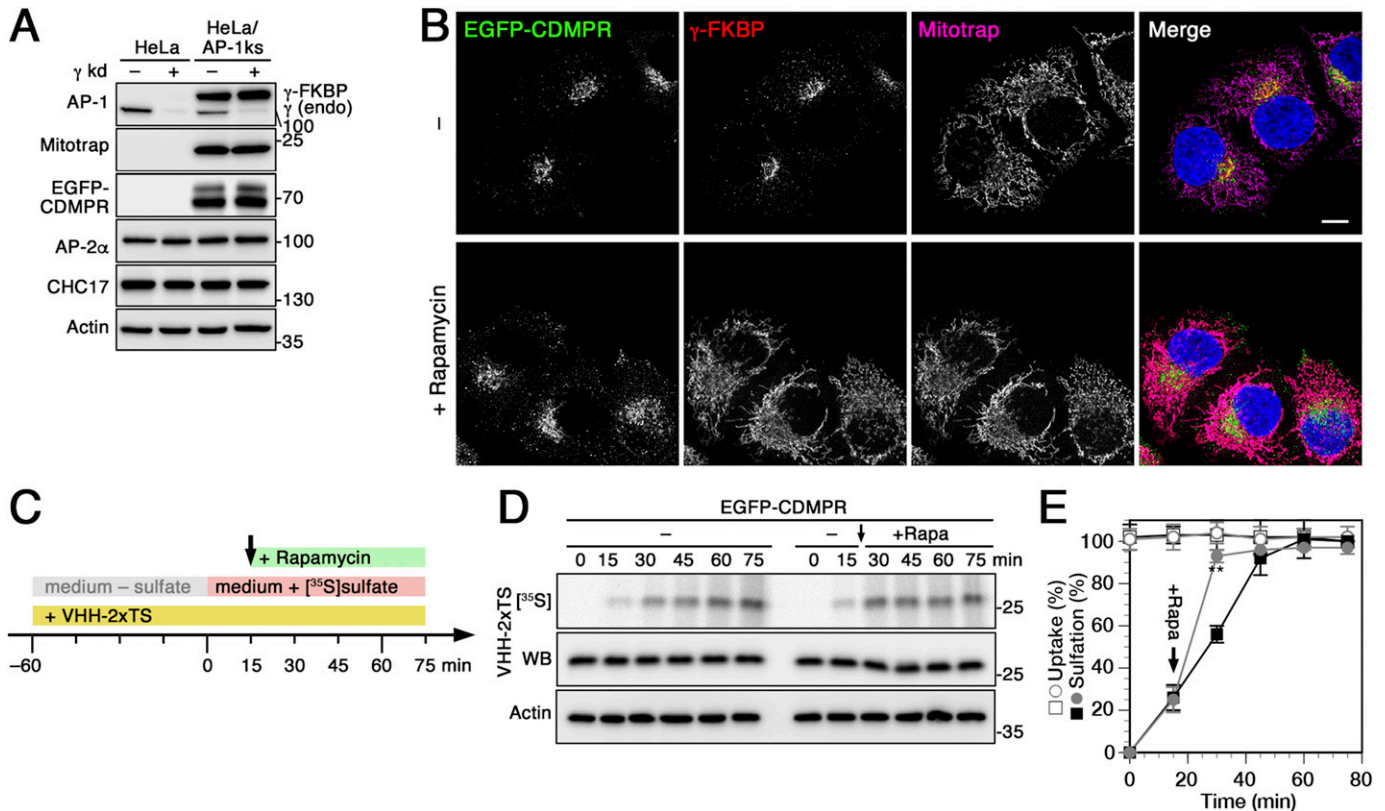 A
HeLa
HeLa/
AP-1ks
γ kd
– + – +
AP-1
γ-FKBP
γ (endo)
100
Mitotrap
-25
EGFP-
CDMPR
-70
AP-2α
-100
CHC17
-130
Actin
-35
B
EGFP-CDMPR
γ-FKBP
Mitotrap
Merge
–
+ Rapamycin
C
+ Rapamycin
medium – sulfate
medium + [³⁵S]sulfate
+ VHH-2xTS
–60 0 15 30 45 60 75 min
D
EGFP-CDMPR
– – +Rapa
0 15 30 45 60 75 0 15 30 45 60 75 min
VHH-2xTS
[³⁵S]
-25
WB
-25
Actin
-35
E
Uptake (%)
Sulfation (%)
100
80
60
40
20
0
+Rapa
**
0 20 40 60 80
Time (min)